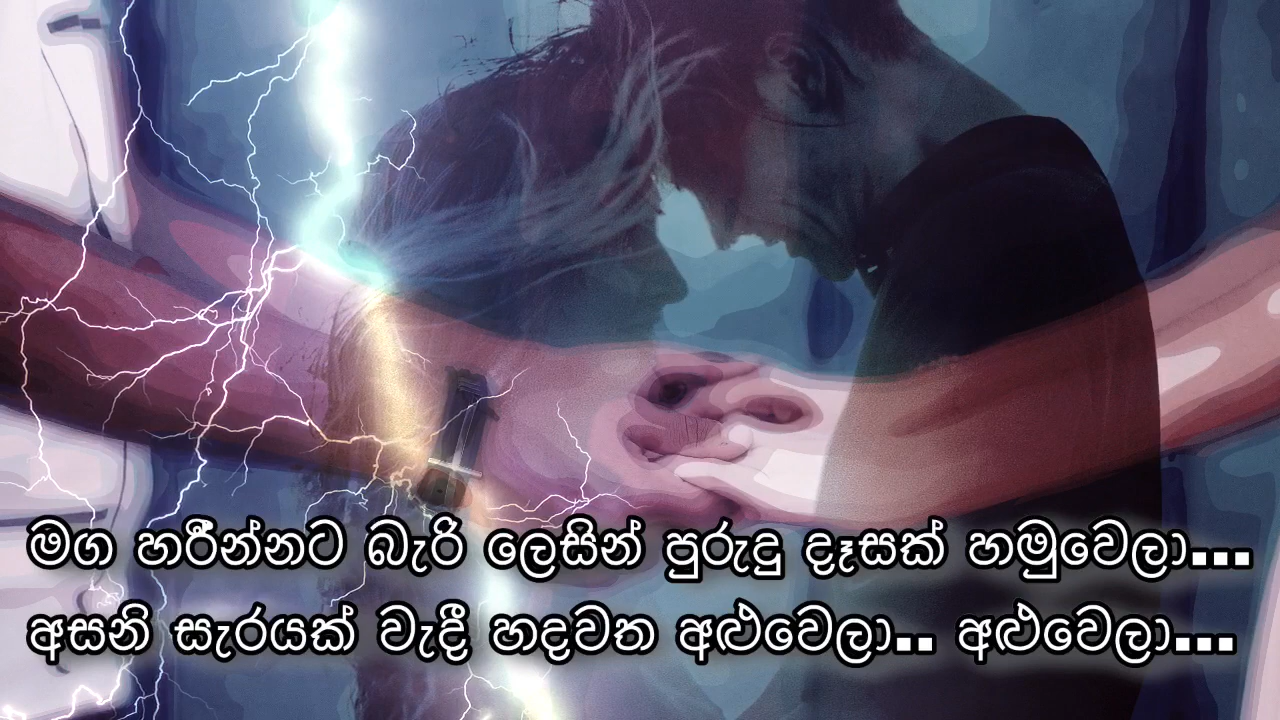 මග හරින්නට බැරි ලෙසින් පුරුදු දෑසක් හමුවෙලා...
අසනි සැරයක් වැදී හදවත අළුවෙලා.. අළුවෙලා...